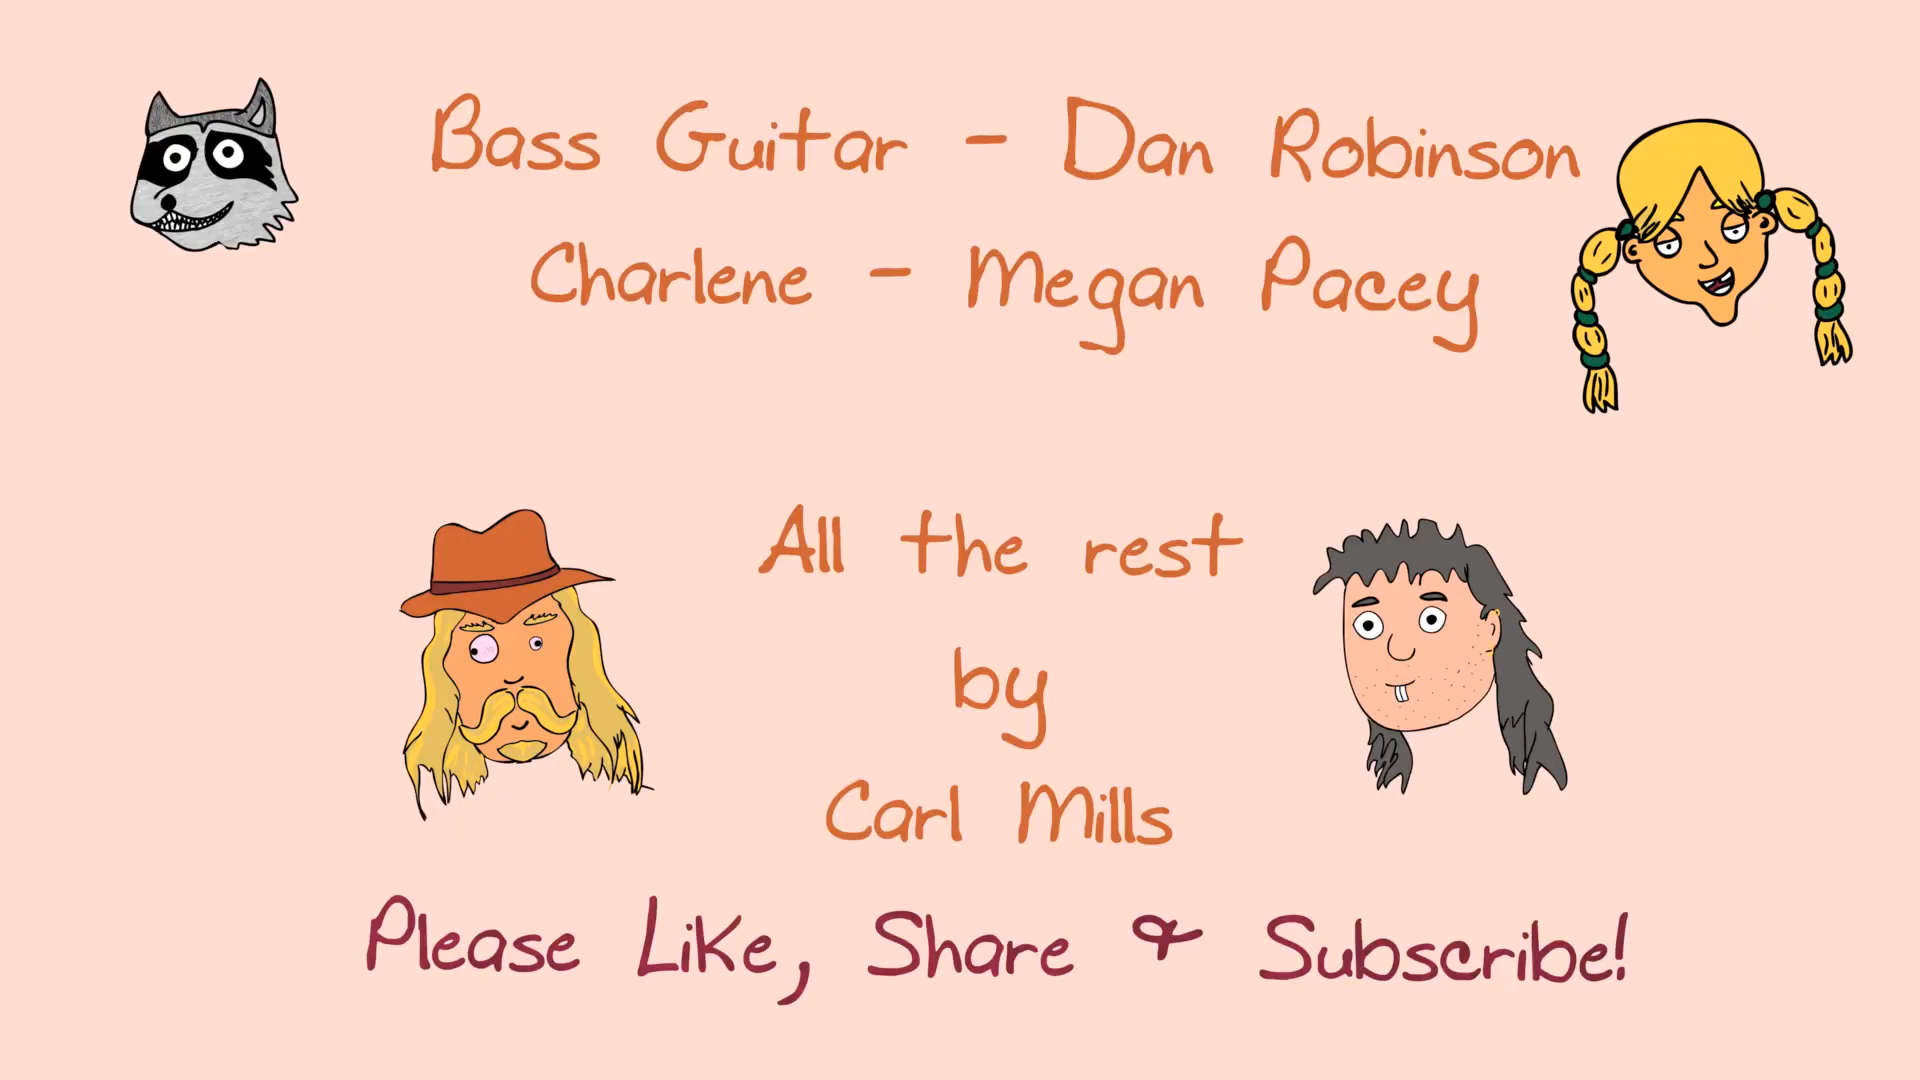 Bass Guitar - Dan Robinson
Charlene - Megan Pacey
All the rest
by
Carl Mills
Please Like, Share & Subscribe!